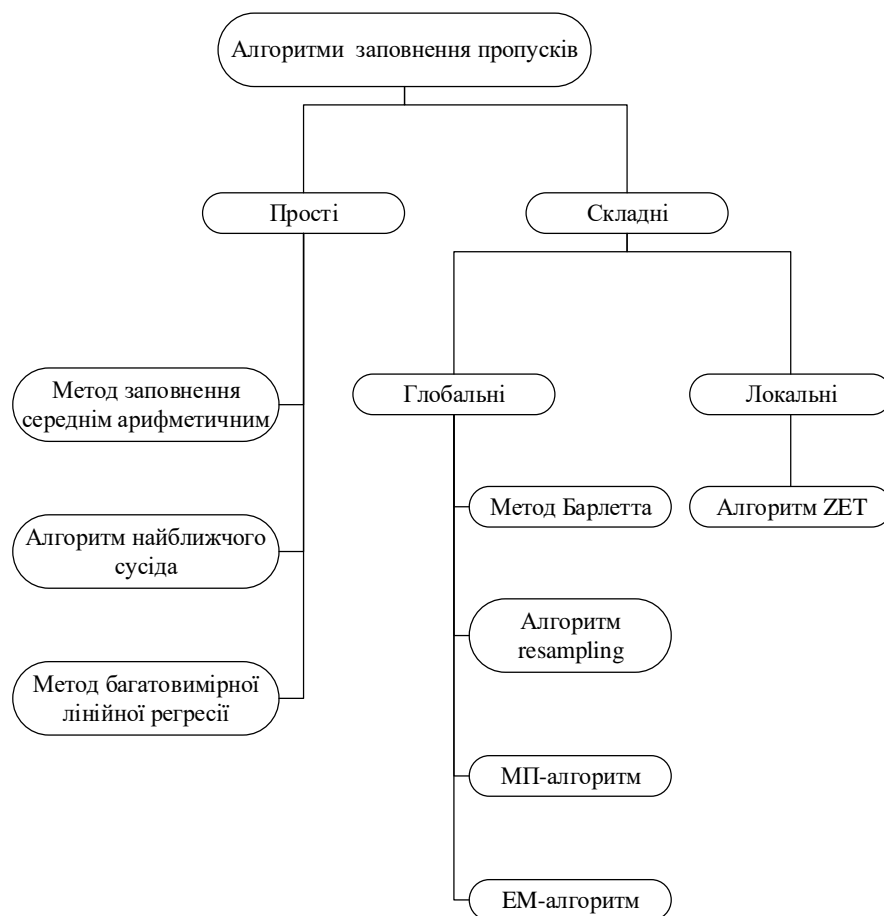 Алгоритми заповнення пропусків
Прості
Складні
Метод заповнення
середнім арифметичним
Глобальні
Локальні
Метод Барлетта
Алгоритм ZET
Алгоритм найближчого
сусіда
Алгоритм
resampling
Метод багатовимірної
лінійної регресії
МП-алгоритм
ЕМ-алгоритм